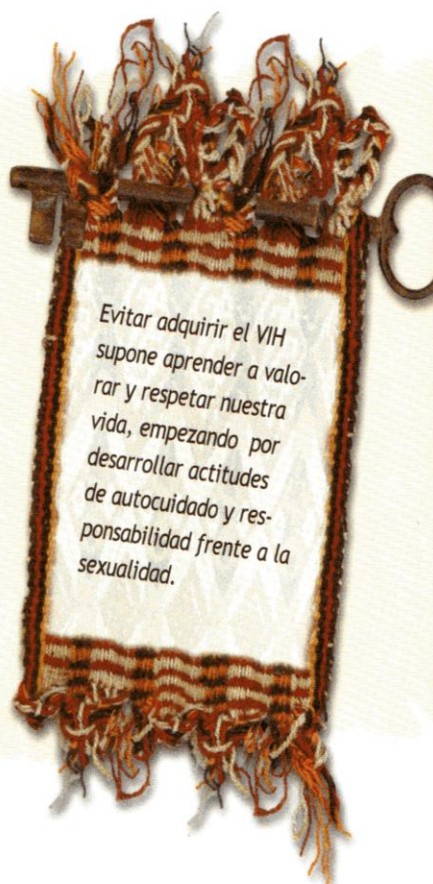 Evitar adquirir el VIH
supone aprender a valo-
rar y respetar nuestra
vida, empezando por
desarrollar actitudes
de autocuidado y res-
ponsabilidad frente a la
sexualidad.